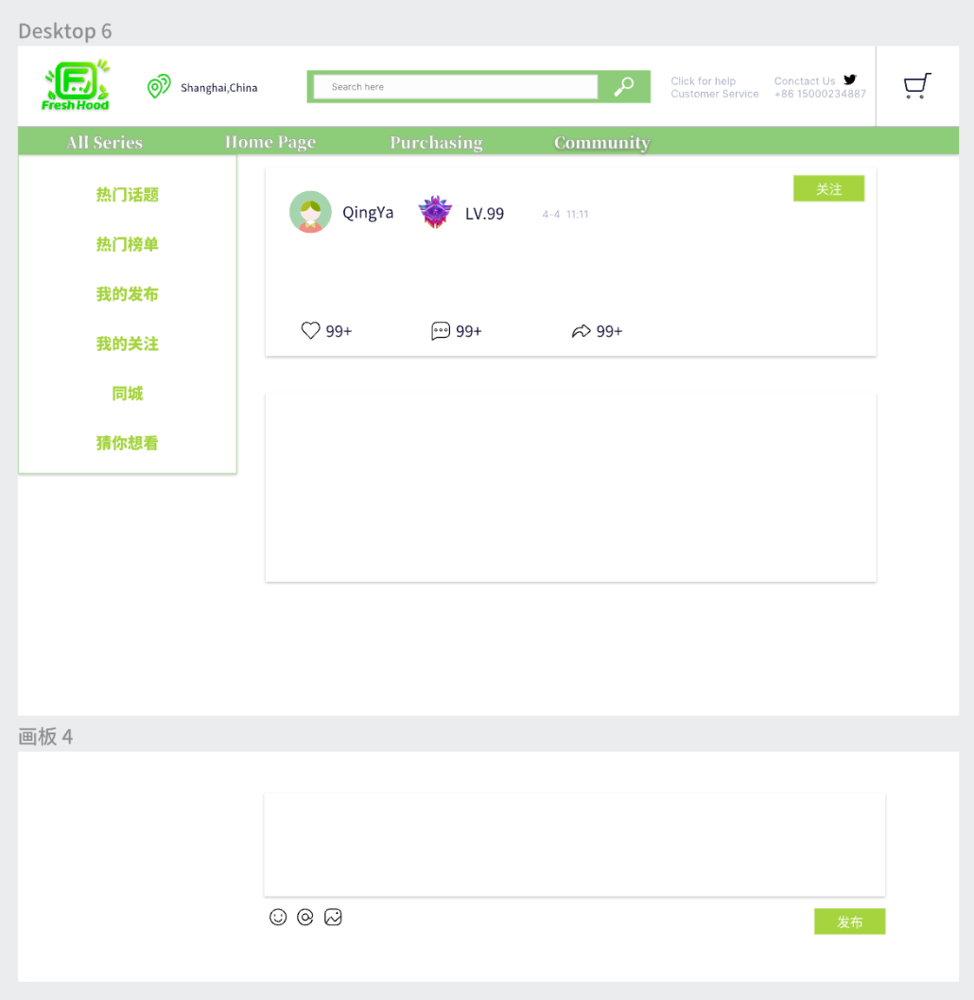 Desktop 6
Fresh Hood
Shanghai,China
Search here
Click for help
Customer Service
Conctact Us
+86 15000234887
All Series
Home Page
Purchasing
Community
热门话题
热门榜单
我的发布
我的关注
同城
猜你想看
QingYa
LV.99
4-4 11:11
关注
99+
99+
99+
画板 4
发布